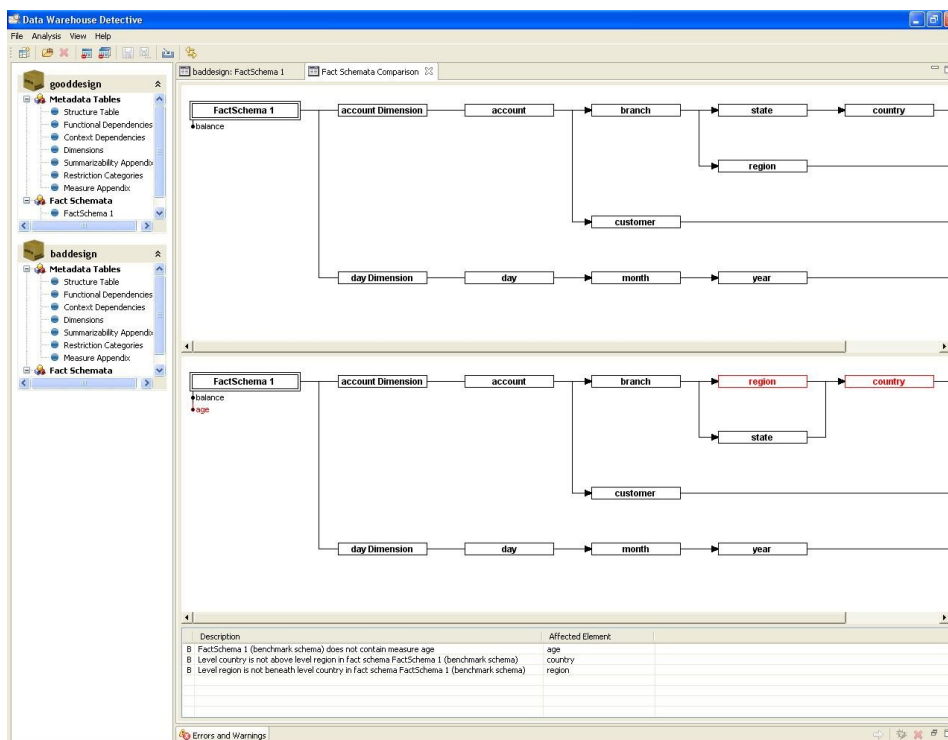 Data Warehouse Detective
File Analysis View Help
gooddesign
Metadata Tables
Structure Table
Functional Dependencies
Context Dependencies
Dimensions
Summarizability Appendix
Restriction Categories
Measure Appendix
Fact Schemata
FactSchema 1
baddesign
Metadata Tables
Structure Table
Functional Dependencies
Context Dependencies
Dimensions
Summarizability Appendix
Restriction Categories
Measure Appendix
Fact Schemata
baddesign: FactSchema 1 Fact Schemata Comparison
FactSchema 1 account Dimension account branch state country
balance
region
customer
day Dimension day month year
FactSchema 1 account Dimension account branch region country
balance
age
state
customer
day Dimension day month year
Description Affected Element
B FactSchema 1 (benchmark schema) does not contain measure age age
B Level country is not above level region in fact schema FactSchema 1 (benchmark schema) country
B Level region is not beneath level country in fact schema FactSchema 1 (benchmark schema) region
Errors and Warnings